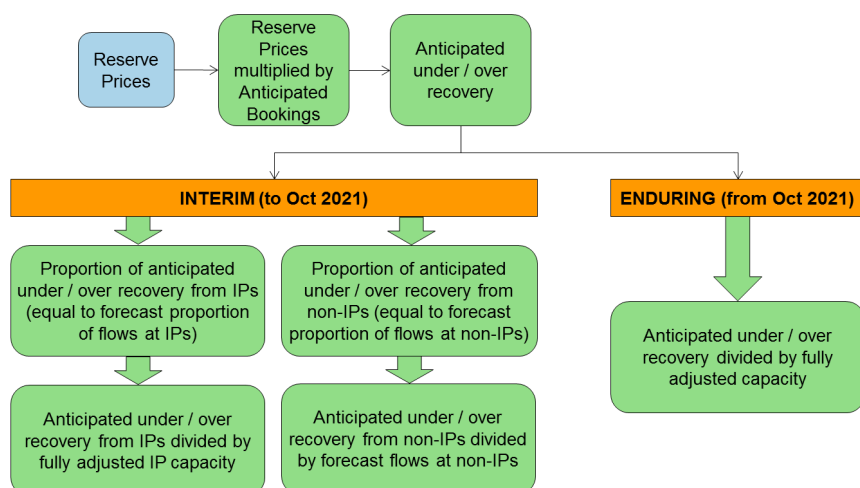 Reserve
Prices
Reserve
Prices
multiplied by
Anticipated
Bookings
Anticipated
under / over
recovery
INTERIM (to Oct 2021)
ENDURING (from Oct 2021)
Proportion of anticipated
under / over recovery from IPs
(equal to forecast proportion
of flows at IPs)
Proportion of anticipated
under / over recovery from
non-IPs (equal to forecast
proportion of flows at non-IPs)
Anticipated under / over
recovery divided by fully
adjusted capacity
Anticipated under / over
recovery from IPs divided by
fully adjusted IP capacity
Anticipated under / over
recovery from non-IPs divided
by forecast flows at non-IPs